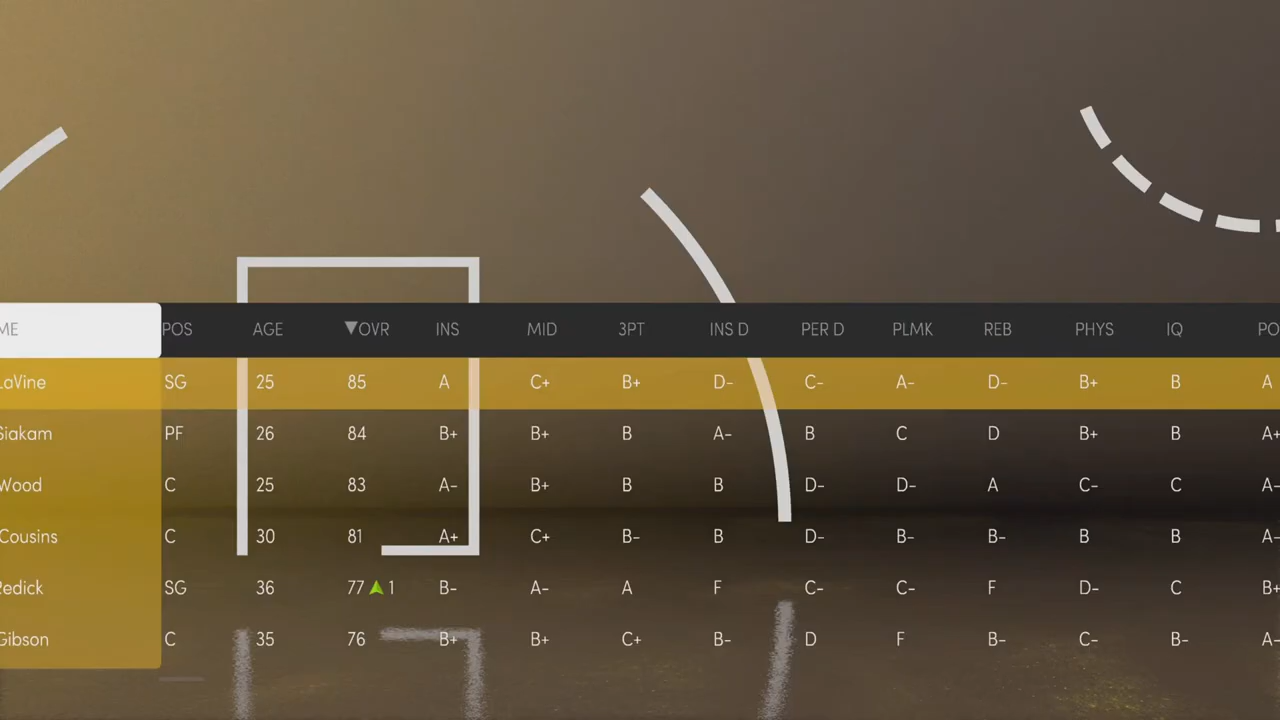 ME POS AGE ▼OVR INS MID 3PT INS D PER D PLMK REB PHYS IQ PO
LaVine SG 25 85 A C+ B+ D- C- A- D- B+ B A
Siakam PF 26 84 B+ B+ B A- B C D B+ B A+
Wood C 25 83 A- B+ B B D- D- A C- C A-
Cousins C 30 81 A+ C+ B- B D- B- B- B B A-
Redick SG 36 77 ▲1 B- A- A F C- C- F D- C B+
Gibson C 35 76 B+ B+ C+ B- D F B- C- B- A-